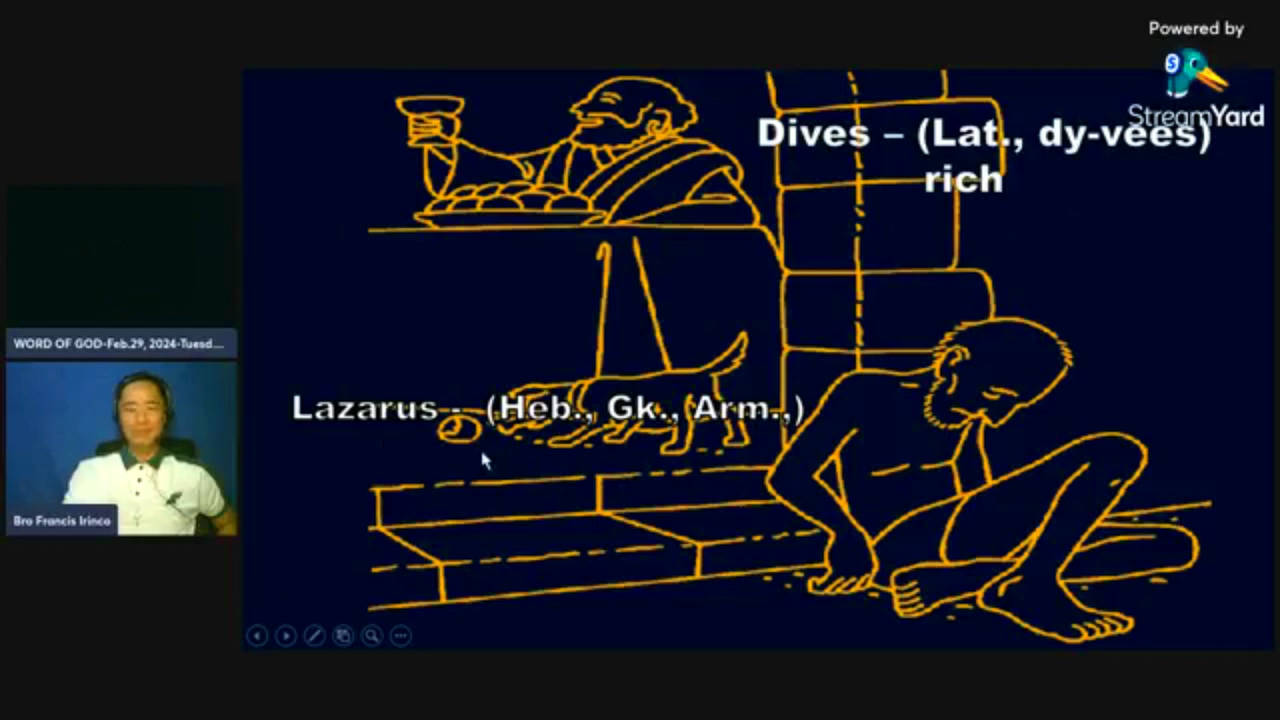 Powered by
StreamYard
Dives – (Lat., dy-vees)
rich
WORD OF GOD-Feb.29, 2024-Tuesd...
Lazarus - (Heb., Gk., Arm.,)
Bro Francis Irinco